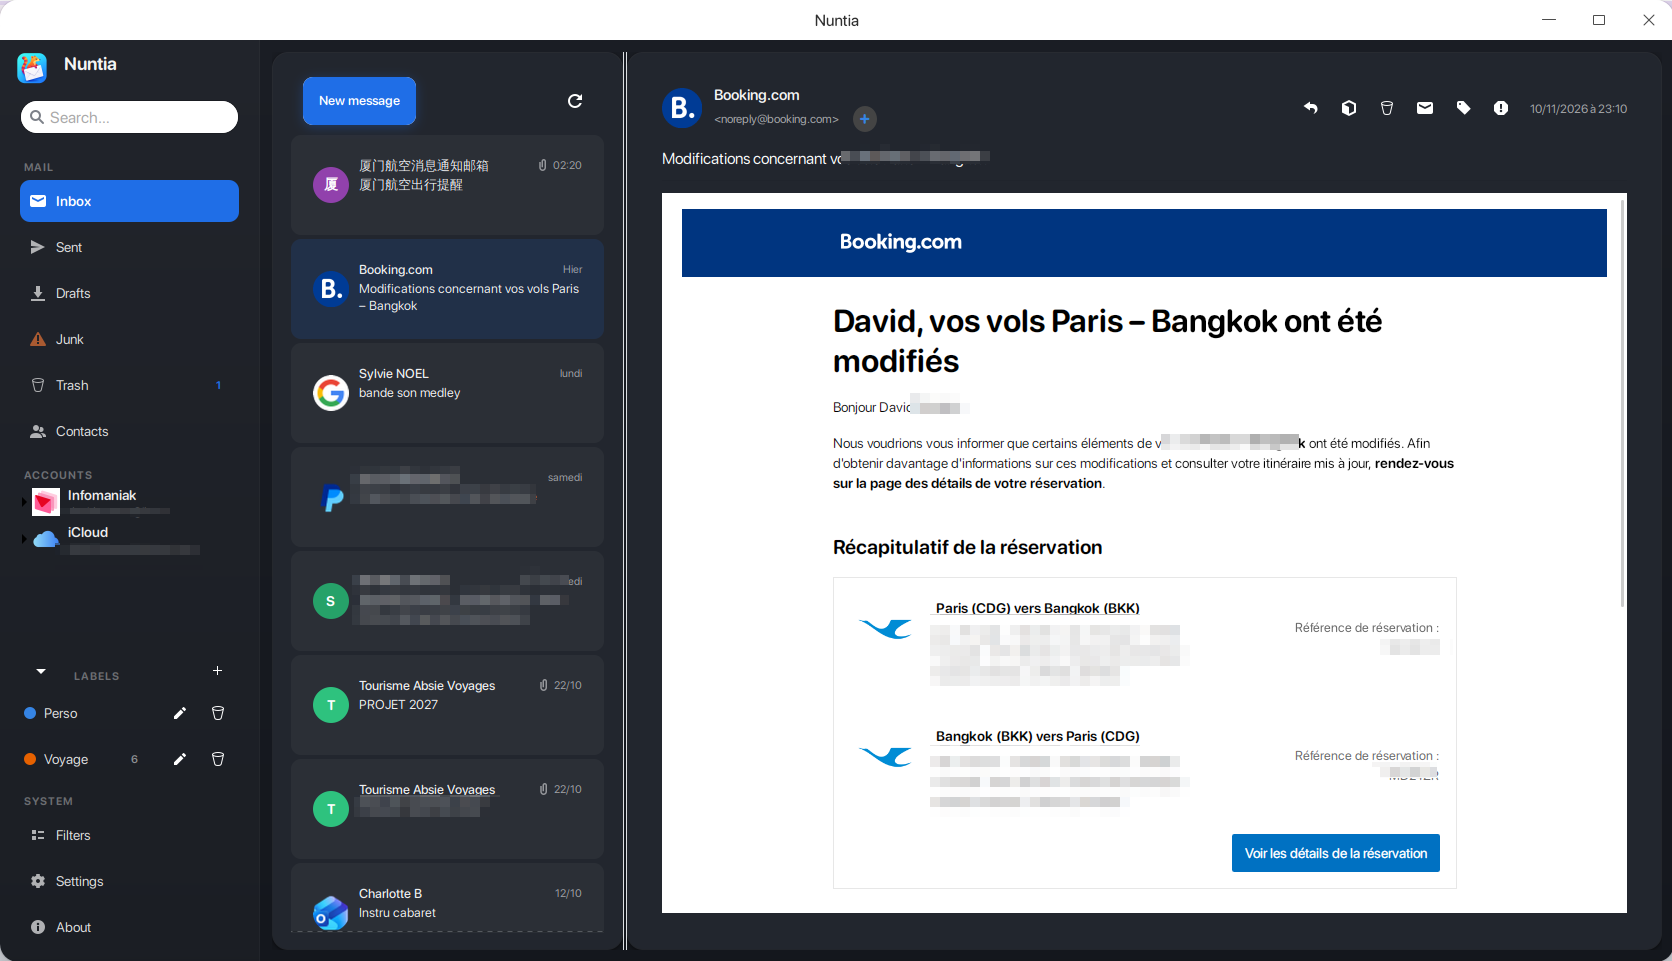 Nuntia
Nuntia
Search...
MAIL
Inbox
Sent
Drafts
Junk
Trash 1
Contacts
ACCOUNTS
Infomaniak
iCloud
LABELS +
Perso
Voyage 6
SYSTEM
Filters
Settings
About
New message
厦
厦门航空消息通知邮箱 02:20
厦门航空出行提醒
B.
Booking.com Hier
Modifications concernant vos vols Paris
– Bangkok
Sylvie NOEL lundi
bande son medley
samedi
S
edi
T
Tourisme Absie Voyages 22/10
PROJET 2027
T
Tourisme Absie Voyages 22/10
Charlotte B 12/10
Instru cabaret
B.
Booking.com
<noreply@booking.com> +
10/11/2026 à 23:10
Modifications concernant
Booking.com
David, vos vols Paris – Bangkok ont été
modifiés
Bonjour David
Nous voudrions vous informer que certains éléments de ont été modifiés. Afin
d'obtenir davantage d'informations sur ces modifications et consulter votre itinéraire mis à jour, rendez-vous
sur la page des détails de votre réservation.
Récapitulatif de la réservation
Paris (CDG) vers Bangkok (BKK)
Référence de réservation :
Bangkok (BKK) vers Paris (CDG)
Référence de réservation :
Voir les détails de la réservation